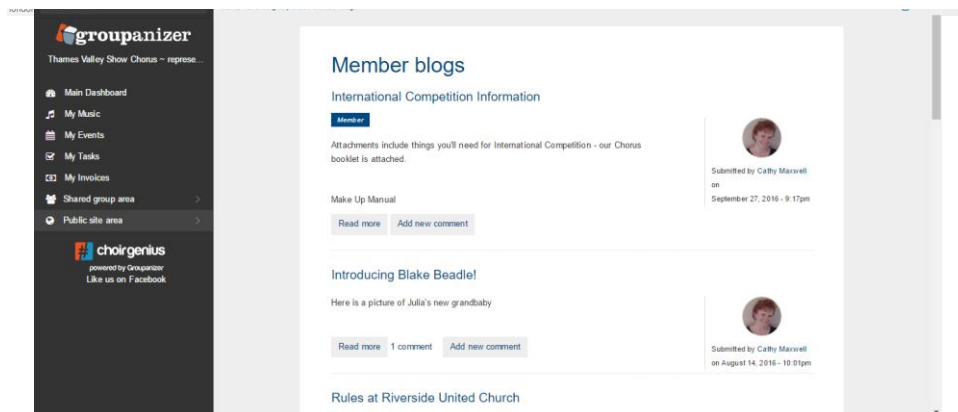 groupanizer
Thames Valley Show Chorus ~ represe...
Main Dashboard
My Music
My Events
My Tasks
My Invoices
Shared group area
Public site area
choirgenius
powered by Groupanizer
Like us on Facebook
Member blogs
International Competition Information
Member
Attachments include things you'll need for International Competition - our Chorus
booklet is attached.
Make Up Manual
Read more Add new comment
Submitted by Cathy Maxwell
on
September 27, 2016 - 9:17pm
Introducing Blake Beadle!
Here is a picture of Julia's new grandbaby
Read more 1 comment Add new comment
Submitted by Cathy Maxwell
on August 14, 2016 - 10:01pm
Rules at Riverside United Church